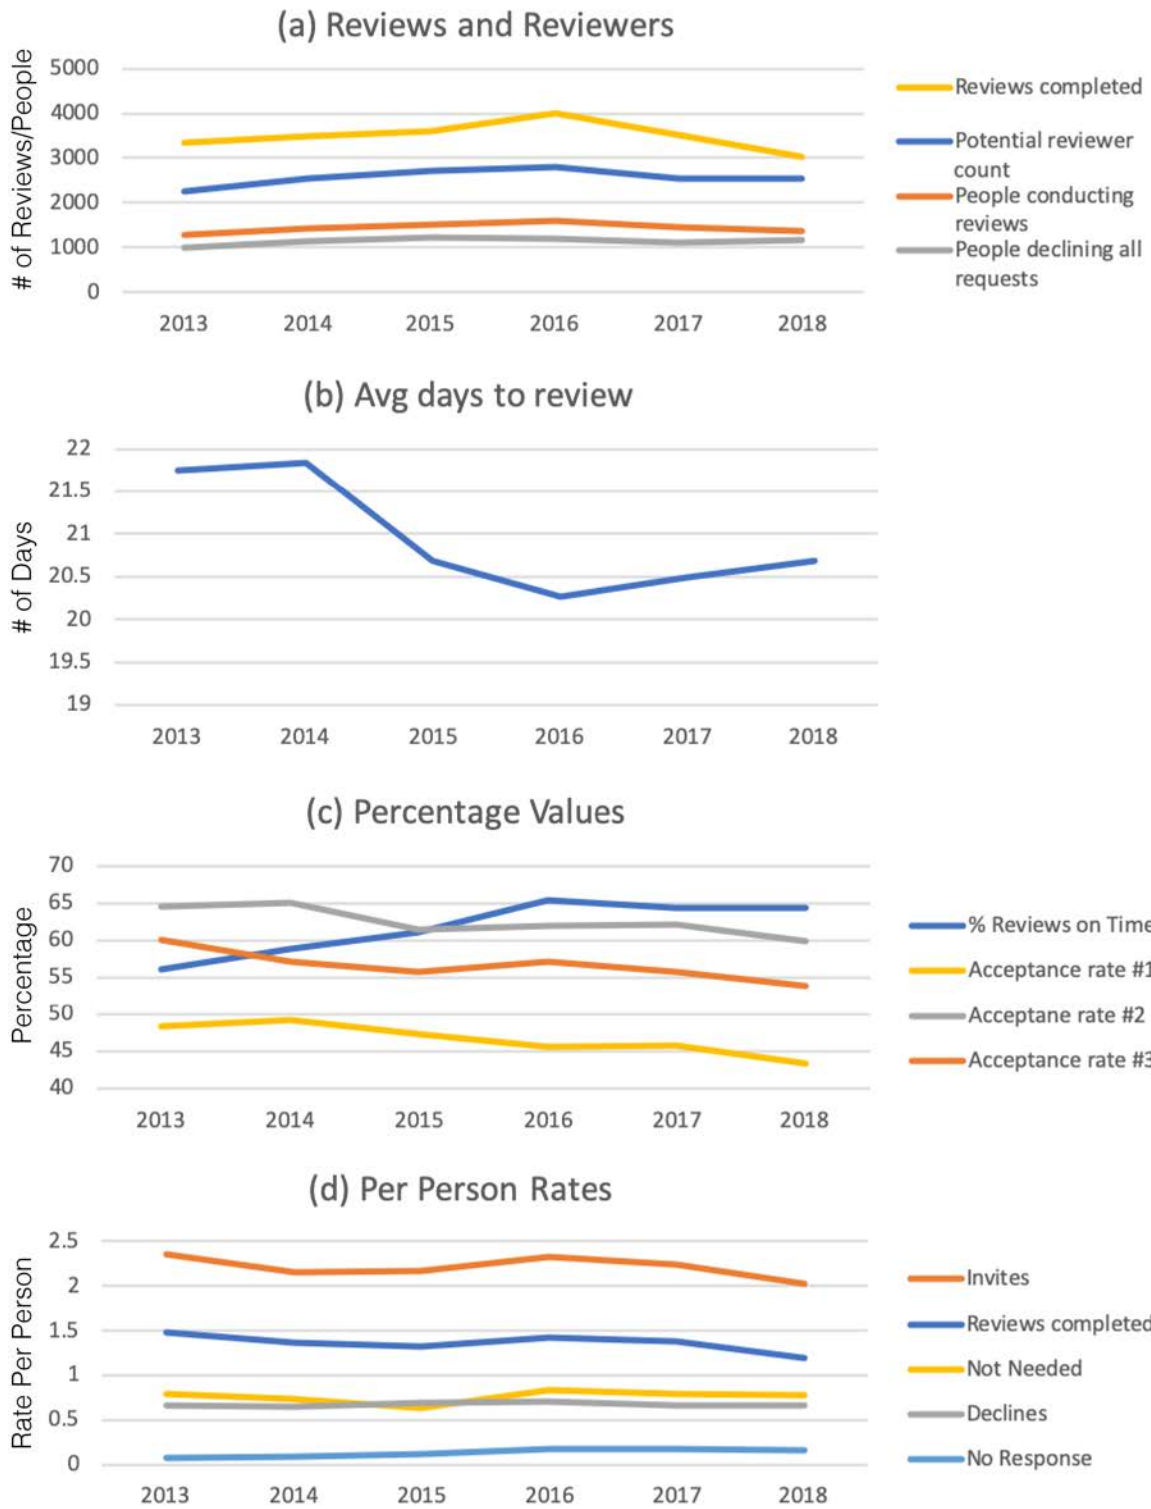 (a) Reviews and Reviewers
# of Reviews/People
5000
4000
3000
2000
1000
0
2013 2014 2015 2016 2017 2018
Reviews completed
Potential reviewer
count
People conducting
reviews
People declining all
requests
(b) Avg days to review
# of Days
22
21.5
21
20.5
20
19.5
19
2013 2014 2015 2016 2017 2018
(c) Percentage Values
Percentage
70
65
60
55
50
45
40
2013 2014 2015 2016 2017 2018
% Reviews on Time
Acceptance rate #1
Acceptane rate #2
Acceptance rate #3
(d) Per Person Rates
Rate Per Person
2.5
2
1.5
1
0.5
0
2013 2014 2015 2016 2017 2018
Invites
Reviews completed
Not Needed
Declines
No Response